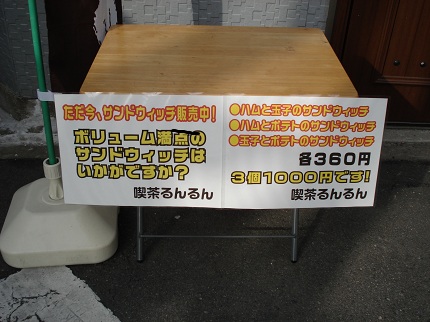 ただ今、サンドウィッチ販売中!
ボリューム満点の
サンドウィッチは
いかがですか?
喫茶るんるん
●ハムと玉子のサンドウィッチ
●ハムとポテトのサンドウィッチ
●玉子とポテトのサンドウィッチ
各360円
3個1000円です!
喫茶るんるん